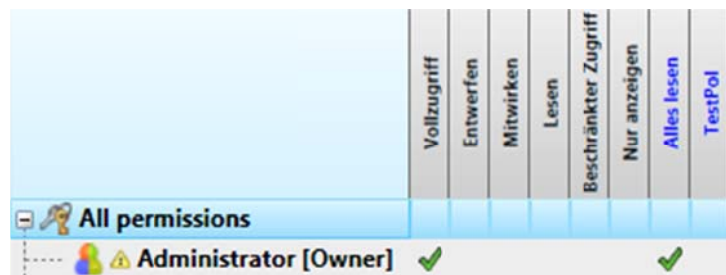 Vollzugriff
Entwerfen
Mitwirken
Lesen
Beschränkter Zugriff
Nur anzeigen
Alles lesen
TestPol
All permissions
Administrator [Owner]